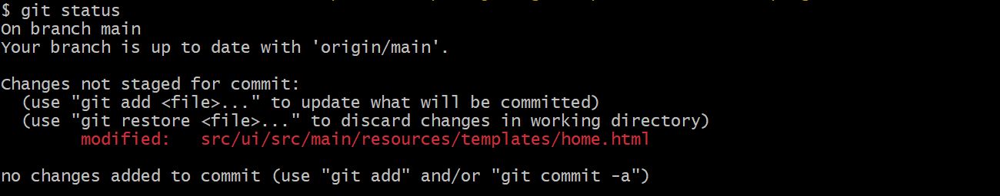 $ git status
On branch main
Your branch is up to date with 'origin/main'.
Changes not staged for commit:
  (use "git add <file>..." to update what will be committed)
  (use "git restore <file>..." to discard changes in working directory)
        modified:   src/ui/src/main/resources/templates/home.html
no changes added to commit (use "git add" and/or "git commit -a")